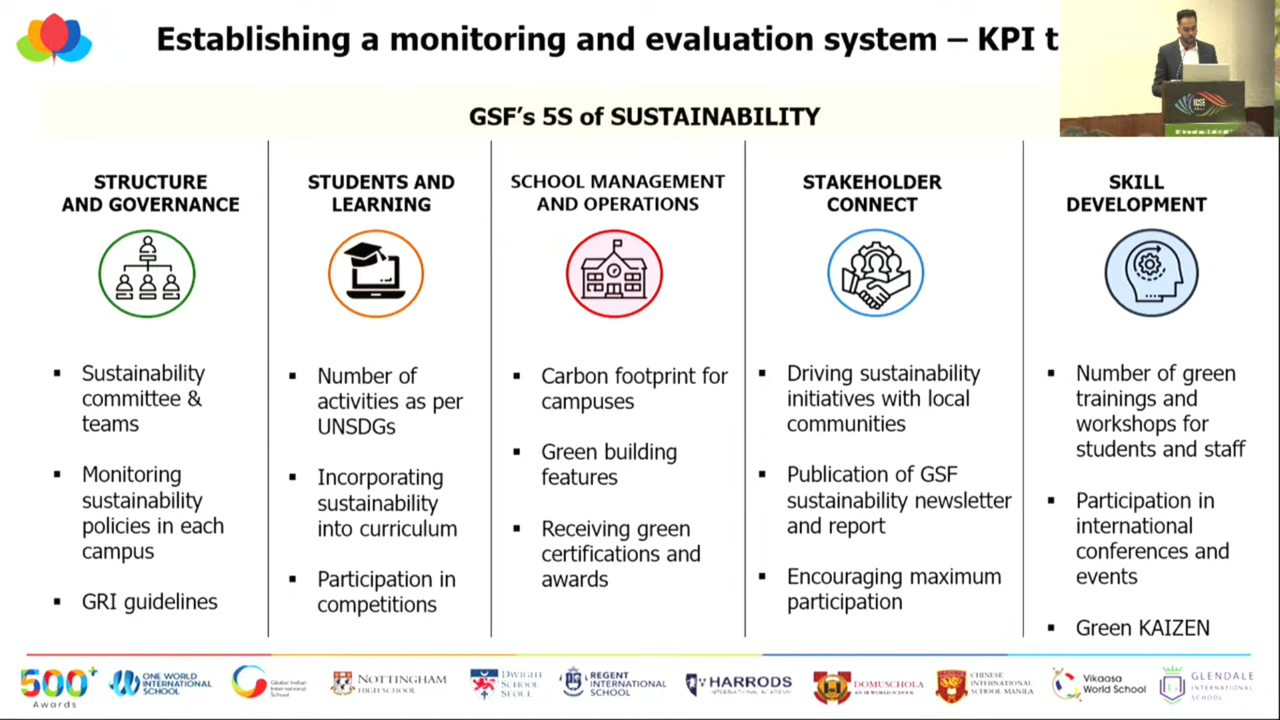 Establishing a monitoring and evaluation system – KPI t
GSF's 5S of SUSTAINABILITY
STRUCTURE
AND GOVERNANCE
Sustainability
committee &
teams
Monitoring
sustainability
policies in each
campus
GRI guidelines
STUDENTS AND
LEARNING
Number of
activities as per
UNSDGs
Incorporating
sustainability
into curriculum
Participation in
competitions
SCHOOL MANAGEMENT
AND OPERATIONS
Carbon footprint for
campuses
Green building
features
Receiving green
certifications and
awards
STAKEHOLDER
CONNECT
Driving sustainability
initiatives with local
communities
Publication of GSF
sustainability newsletter
and report
Encouraging maximum
participation
SKILL
DEVELOPMENT
Number of green
trainings and
workshops for
students and staff
Participation in
international
conferences and
events
Green KAIZEN
500+
Awards
ONE WORLD
INTERNATIONAL
SCHOOL
Global Indian
International
School
NOTTINGHAM
HIGH SCHOOL
DWIGHT
SCHOOL
SEOUL
REGENT
INTERNATIONAL
SCHOOL
HARRODS
INTERNATIONAL ACADEMY
DOMUSCHOLA
AN IB WORLD SCHOOL
CHINESE
INTERNATIONAL
SCHOOL MANILA
Vikaasa
World School
GLENDALE
INTERNATIONAL
SCHOOL